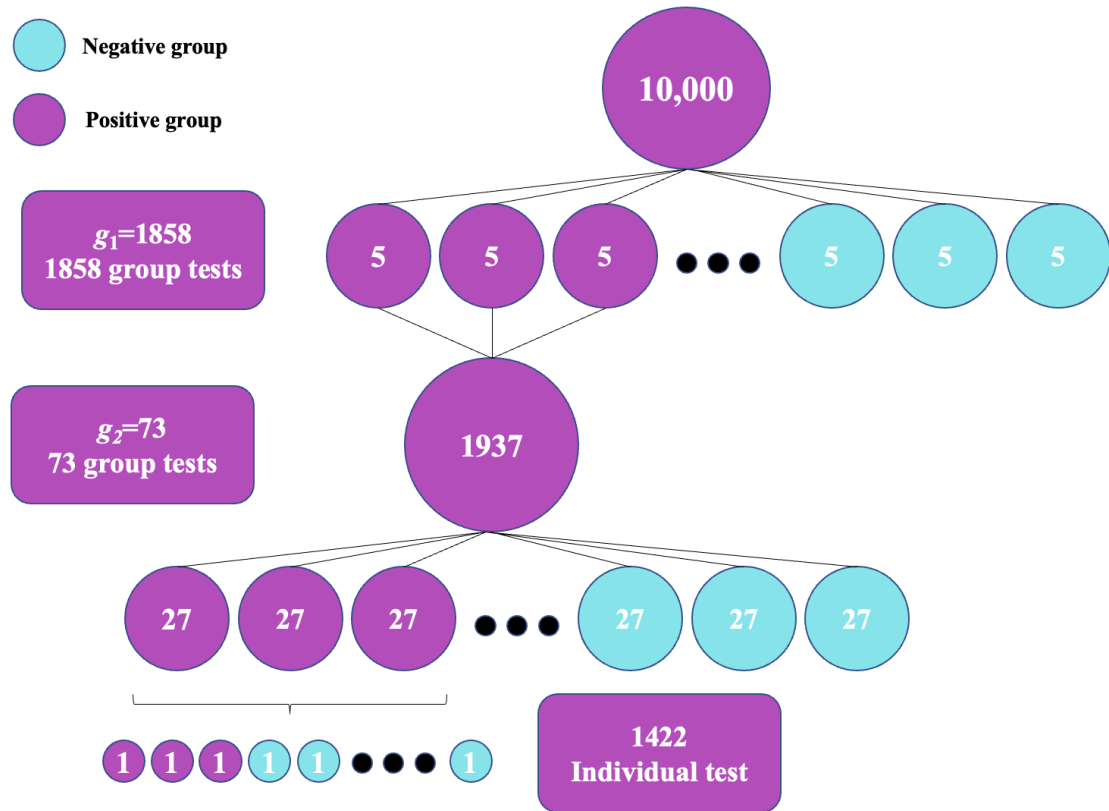 Negative group
Positive group
10,000
g₁=1858
1858 group tests
5 5 5 5 5 5
g₂=73
73 group tests
1937
27 27 27 27 27 27
1 1 1 1 1 1
1422
Individual test